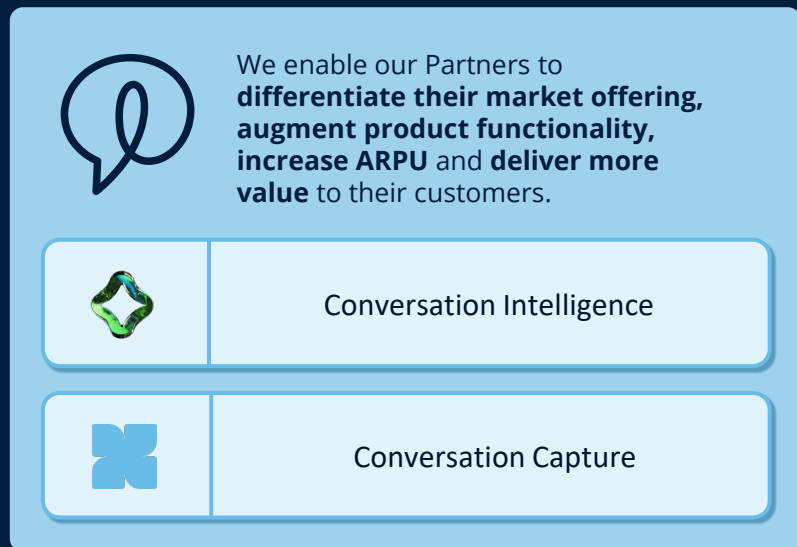 We enable our Partners to
differentiate their market offering,
augment product functionality,
increase ARPU and deliver more
value to their customers.
Conversation Intelligence
Conversation Capture